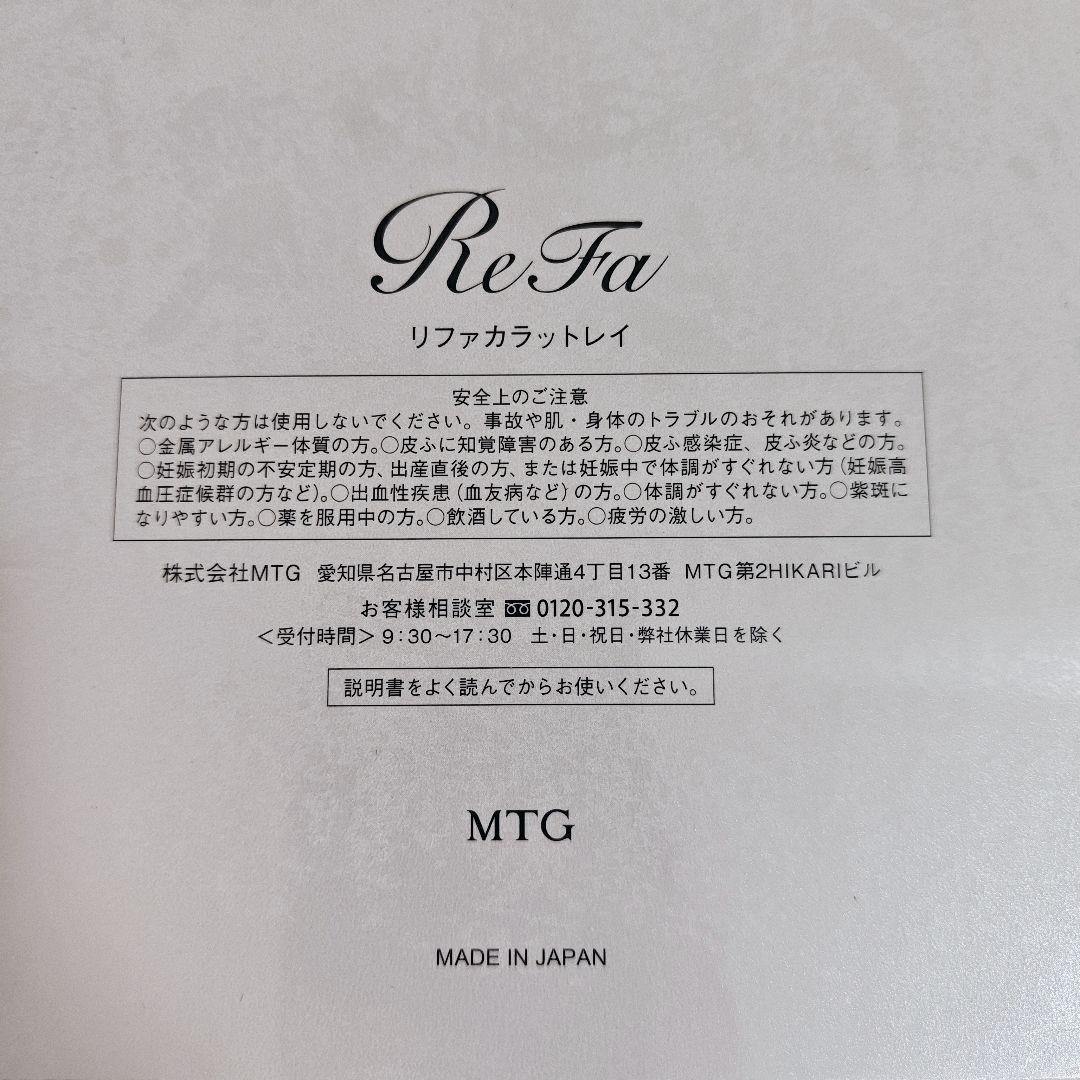 ReFa
リファカラットレイ
安全上のご注意
次のような方は使用しないでください。事故や肌・身体のトラブルのおそれがあります。
○金属アレルギー体質の方。○皮ふに知覚障害のある方。○皮ふ感染症、皮ふ炎などの方。
○妊娠初期の不安定期の方、出産直後の方、または妊娠中で体調がすぐれない方（妊娠高
血圧症候群の方など）。○出血性疾患（血友病など）の方。○体調がすぐれない方。○紫斑に
なりやすい方。○薬を服用中の方。○飲酒している方。○疲労の激しい方。
株式会社MTG 愛知県名古屋市中村区本陣通4丁目13番 MTG第2HIKARIビル
お客様相談室 0120-315-332
＜受付時間＞9：30〜17：30 土・日・祝日・弊社休業日を除く
説明書をよく読んでからお使いください。
MTG
MADE IN JAPAN